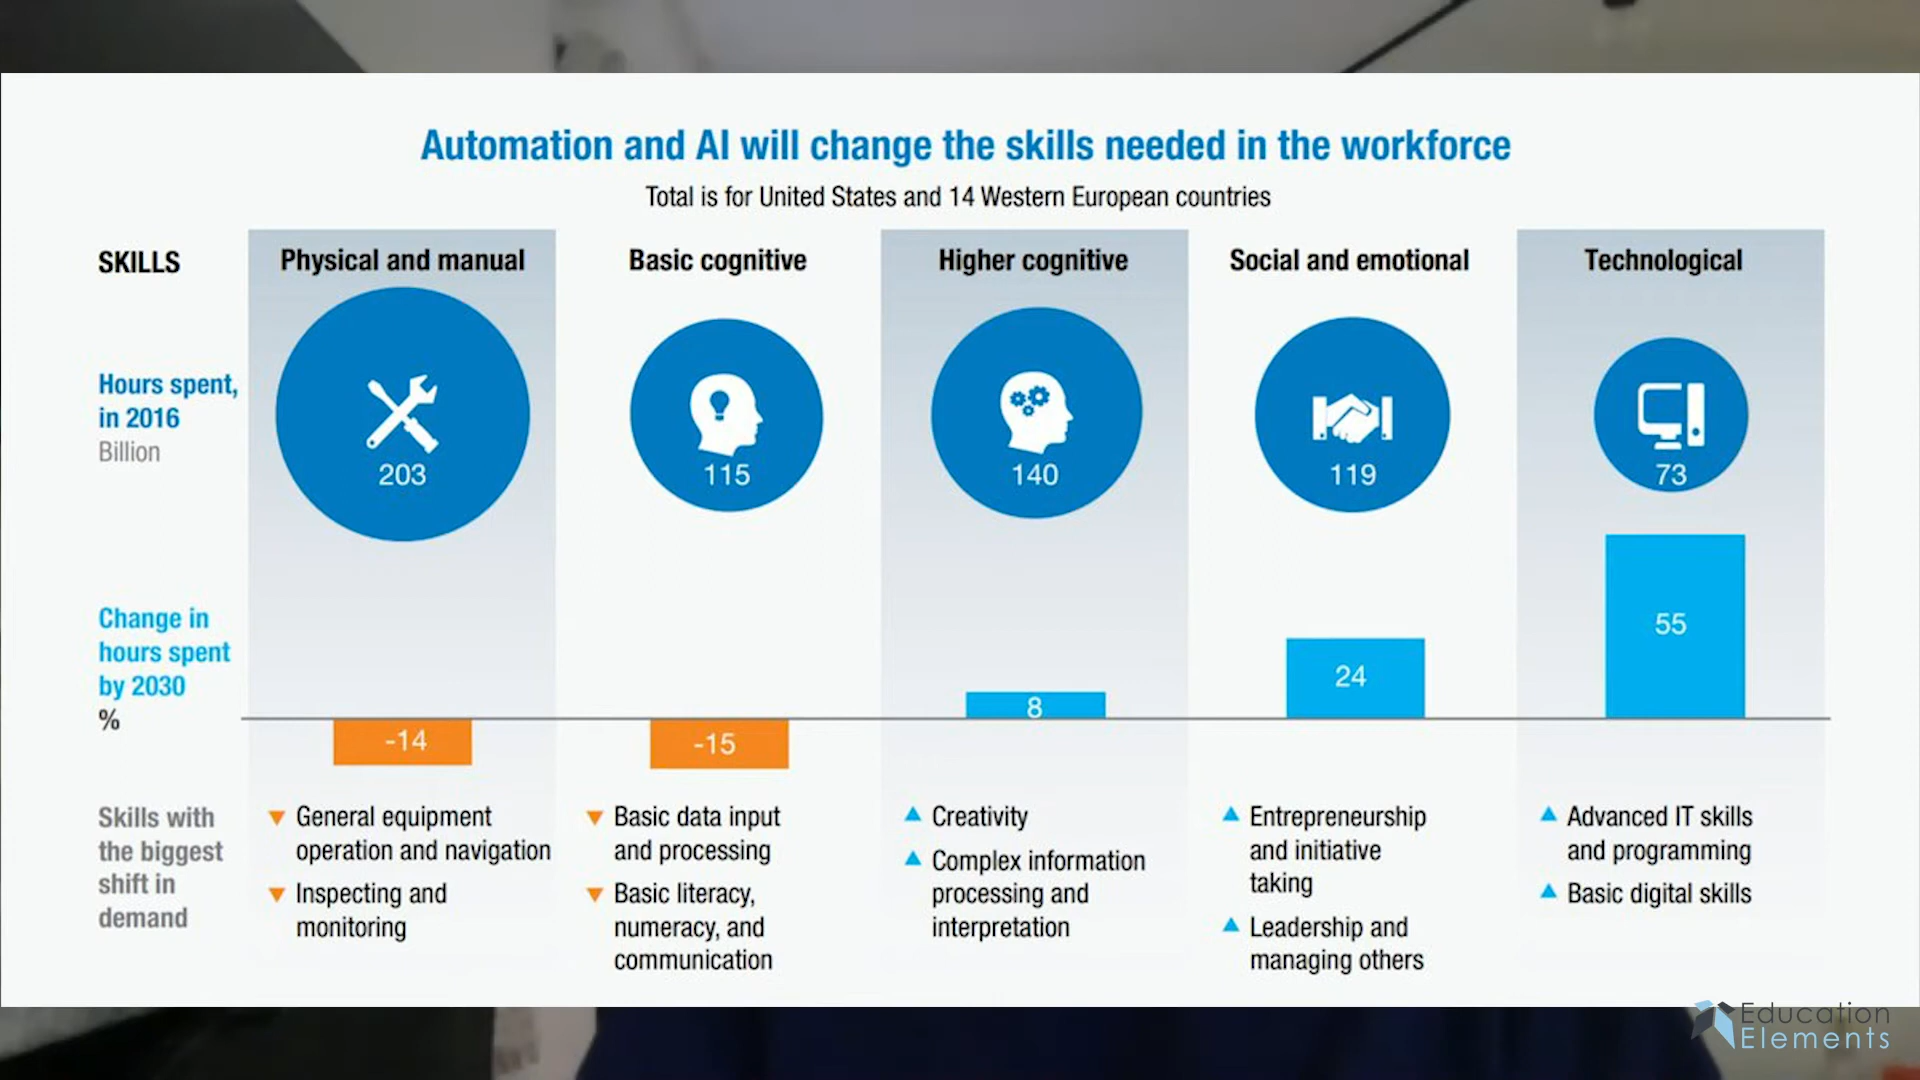 Automation and AI will change the skills needed in the workforce
Total is for United States and 14 Western European countries
SKILLS
Physical and manual
Basic cognitive
Higher cognitive
Social and emotional
Technological
Hours spent,
in 2016
Billion
203
115
140
119
73
Change in
hours spent
by 2030
%
-14
-15
8
24
55
Skills with
the biggest
shift in
demand
General equipment
operation and navigation
Inspecting and
monitoring
Basic data input
and processing
Basic literacy,
numeracy, and
communication
Creativity
Complex information
processing and
interpretation
Entrepreneurship
and initiative
taking
Leadership and
managing others
Advanced IT skills
and programming
Basic digital skills
Education
Elements